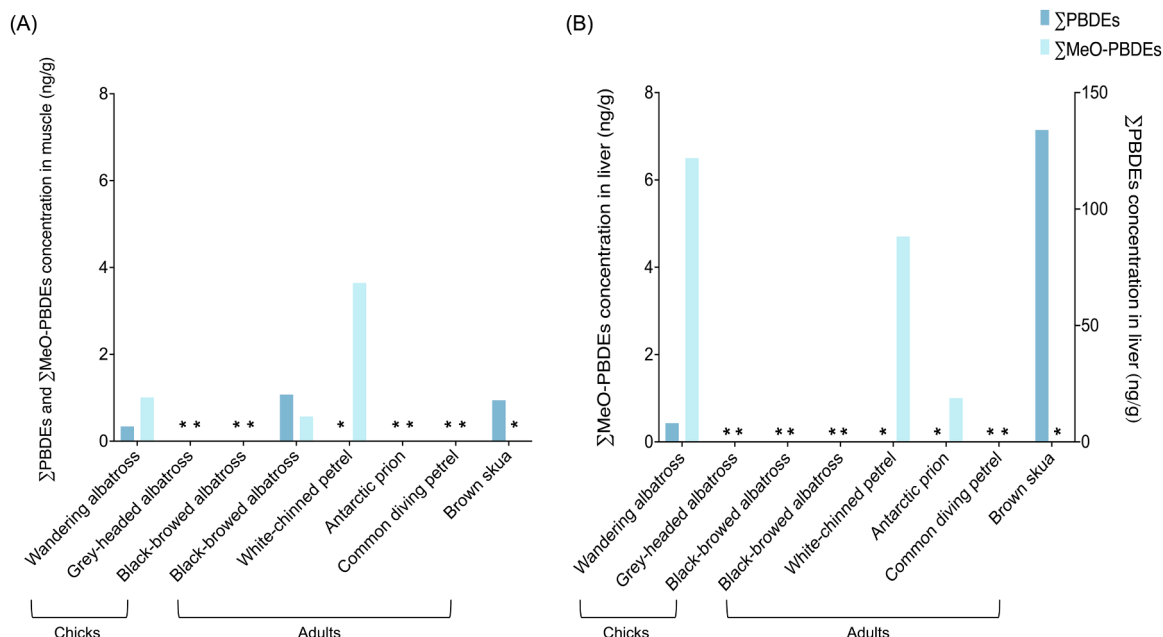 (A)
∑PBDEs and ∑MeO-PBDEs concentration in muscle (ng/g)
8
6
4
2
0
* * * * * * * * * *
Wandering albatross
Grey-headed albatross
Black-browed albatross
Black-browed albatross
White-chinned petrel
Antarctic prion
Common diving petrel
Brown skua
Chicks
Adults
(B)
∑PBDEs
∑MeO-PBDEs
∑MeO-PBDEs concentration in liver (ng/g)
8
6
4
2
0
* * * * * * * * * * *
150
100
50
0
∑PBDEs concentration in liver (ng/g)
Wandering albatross
Grey-headed albatross
Black-browed albatross
Black-browed albatross
White-chinned petrel
Antarctic prion
Common diving petrel
Brown skua
Chicks
Adults